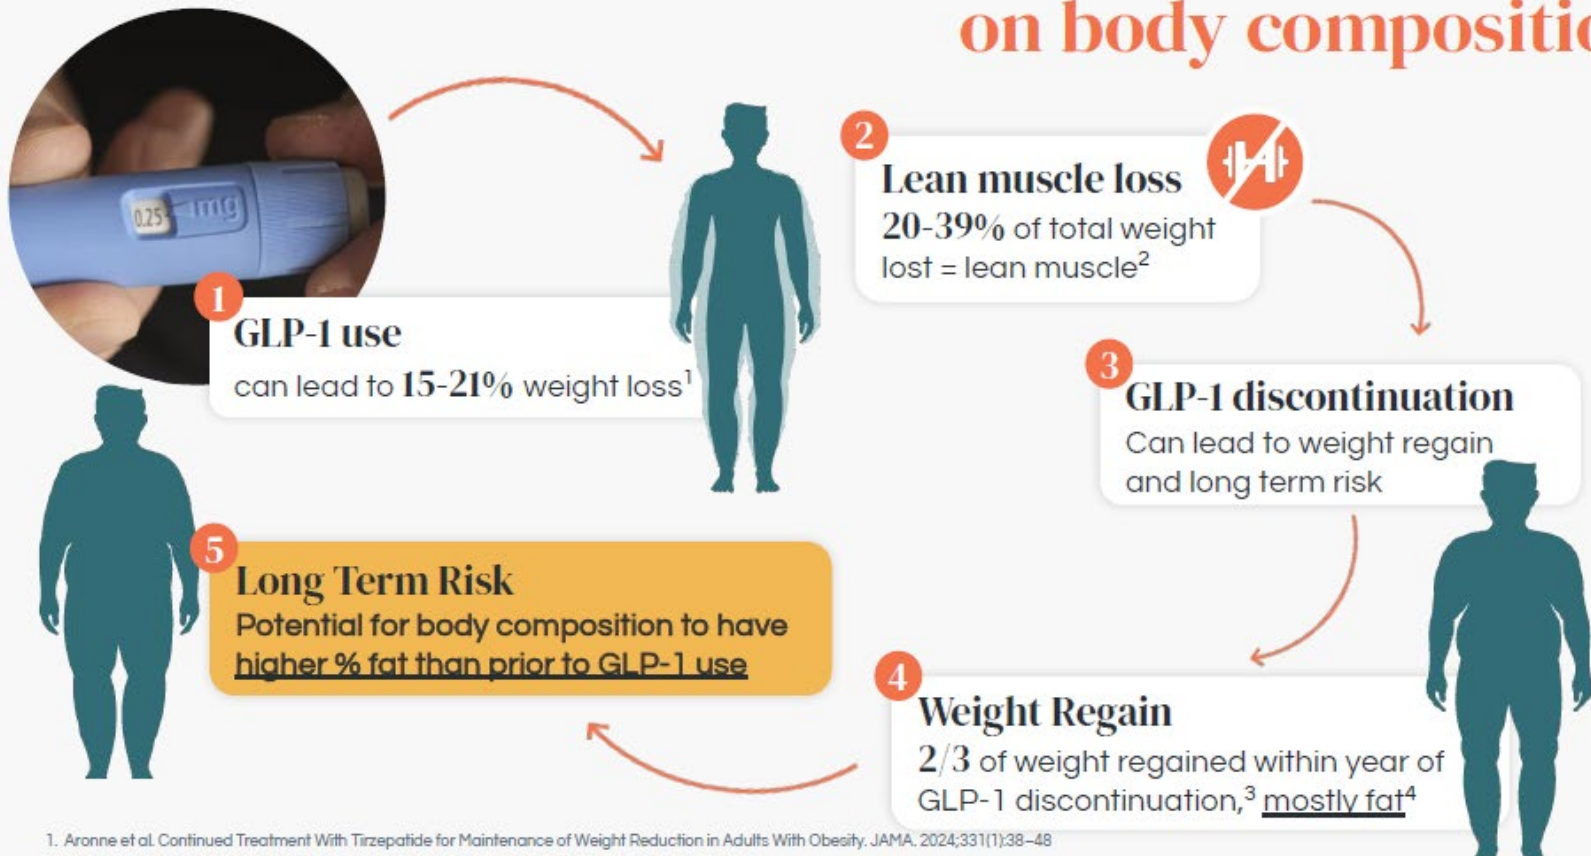 on body compositio
0.25 mg
1
GLP-1 use
can lead to 15-21% weight loss¹
2
Lean muscle loss
20-39% of total weight
lost = lean muscle²
3
GLP-1 discontinuation
Can lead to weight regain
and long term risk
4
Weight Regain
2/3 of weight regained within year of
GLP-1 discontinuation,³ mostly fat⁴
5
Long Term Risk
Potential for body composition to have
higher % fat than prior to GLP-1 use
1. Aronne et al. Continued Treatment With Tirzepatide for Maintenance of Weight Reduction in Adults With Obesity. JAMA. 2024;331(1):38–48